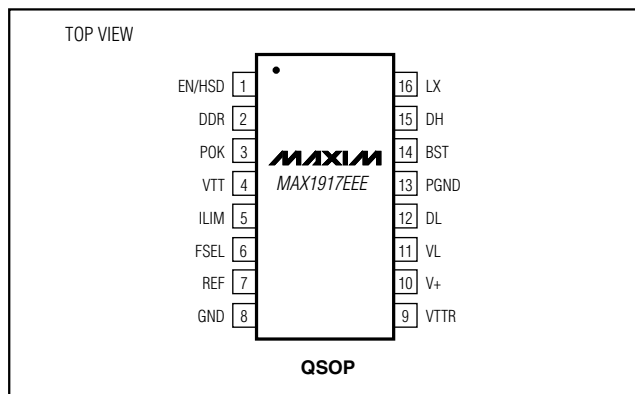 TOP VIEW
EN/HSD 1 16 LX
DDR 2 15 DH
POK 3 14 BST
VTT 4 13 PGND
ILIM 5 12 DL
FSEL 6 11 VL
REF 7 10 V+
GND 8 9 VTTR
MAXIM
MAX1917EEE
QSOP